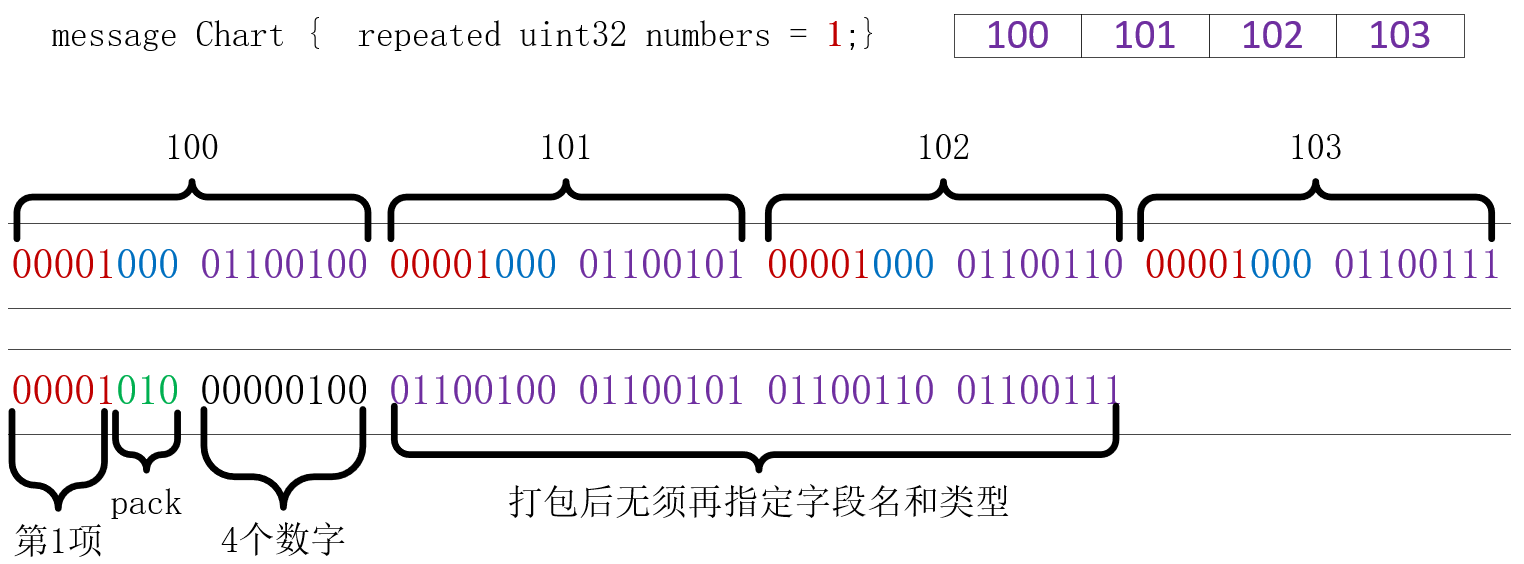 message Chart { repeated uint32 numbers = 1;} 100 101 102 103
100 101 102 103
00001000 01100100 00001000 01100101 00001000 01100110 00001000 01100111
00001010 00000100 01100100 01100101 01100110 01100111
第1项 pack 4个数字 打包后无须再指定字段名和类型